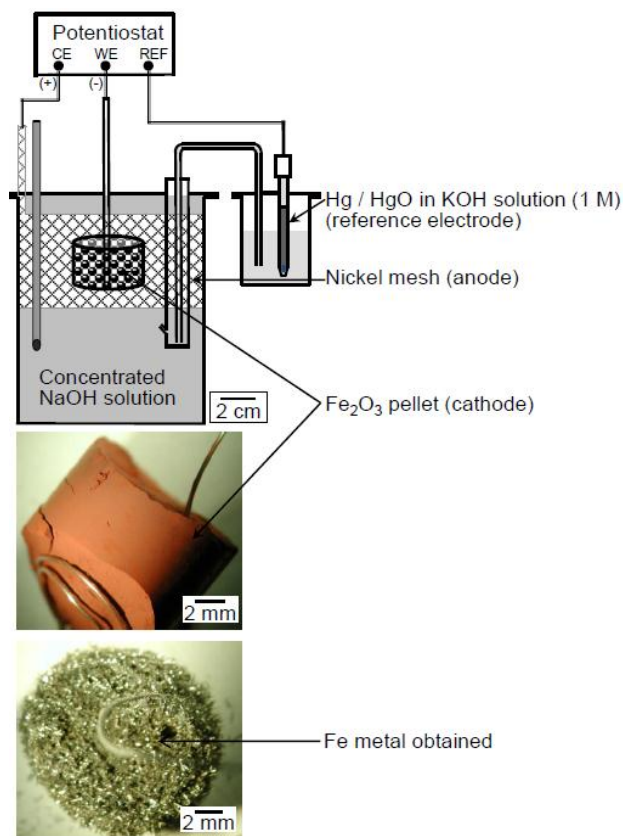 Potentiostat
CE WE REF
(+) (-)
Hg / HgO in KOH solution (1 M)
(reference electrode)
Nickel mesh (anode)
Concentrated
NaOH solution
2 cm
Fe₂O₃ pellet (cathode)
2 mm
Fe metal obtained
2 mm